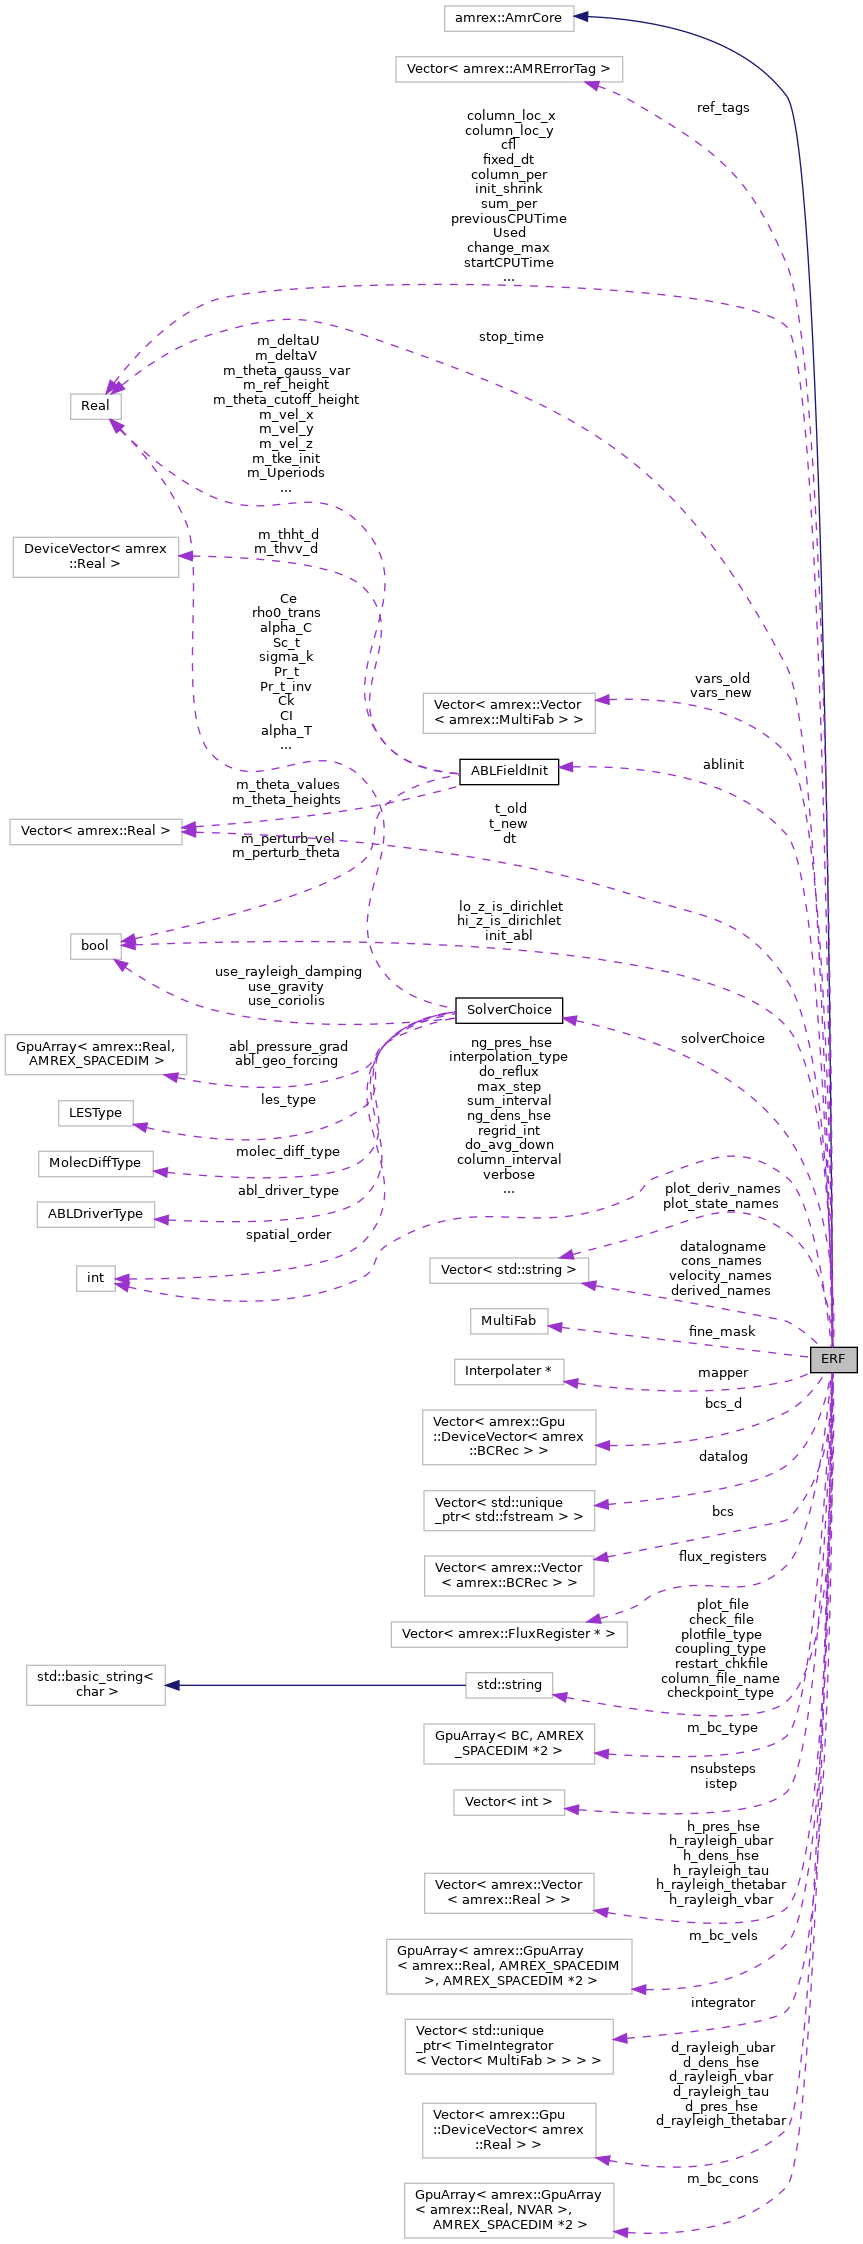 amrex::AmrCore
Vector< amrex::AMRErrorTag >
ref_tags
column_loc_x
column_loc_y
cfl
fixed_dt
column_per
init_shrink
sum_per
previousCPUTime
Used
change_max
startCPUTime
...
stop_time
m_deltaU
m_deltaV
m_theta_gauss_var
m_ref_height
m_theta_cutoff_height
m_vel_x
m_vel_y
m_vel_z
m_tke_init
m_Uperiods
...
Real
DeviceVector< amrex
::Real >
m_thht_d
m_thvv_d
Ce
rho0_trans
alpha_C
Sc_t
sigma_k
Pr_t
Pr_t_inv
Ck
CI
alpha_T
...
vars_old
vars_new
Vector< amrex::Vector
< amrex::MultiFab > >
ablinit
ABLFieldInit
m_theta_values
m_theta_heights
t_old
t_new
dt
Vector< amrex::Real >
m_perturb_vel
m_perturb_theta
lo_z_is_dirichlet
hi_z_is_dirichlet
init_abl
bool
use_rayleigh_damping
use_gravity
use_coriolis
SolverChoice
solverChoice
GpuArray< amrex::Real,
AMREX_SPACEDIM >
abl_pressure_grad
abl_geo_forcing
ng_pres_hse
interpolation_type
do_reflux
max_step
sum_interval
ng_dens_hse
regrid_int
do_avg_down
column_interval
verbose
...
les_type
LESType
molec_diff_type
MolecDiffType
abl_driver_type
ABLDriverType
spatial_order
int
plot_deriv_names
plot_state_names
Vector< std::string >
datalogname
cons_names
velocity_names
derived_names
MultiFab
fine_mask
ERF
Interpolater *
mapper
bcs_d
Vector< amrex::Gpu
::DeviceVector< amrex
::BCRec > >
datalog
Vector< std::unique
_ptr< std::fstream > >
bcs
Vector< amrex::Vector
< amrex::BCRec > >
flux_registers
Vector< amrex::FluxRegister * >
plot_file
check_file
plotfile_type
coupling_type
restart_chkfile
column_file_name
checkpoint_type
std::basic_string<
char >
std::string
m_bc_type
GpuArray< BC, AMREX
_SPACEDIM *2 >
nsubsteps
istep
Vector< int >
h_pres_hse
h_rayleigh_ubar
h_dens_hse
h_rayleigh_tau
h_rayleigh_thetabar
h_rayleigh_vbar
Vector< amrex::Vector
< amrex::Real > >
m_bc_vels
GpuArray< amrex::GpuArray
< amrex::Real, AMREX_SPACEDIM
>, AMREX_SPACEDIM *2 >
integrator
Vector< std::unique
_ptr< TimeIntegrator
< Vector< MultiFab > > > >
d_rayleigh_ubar
d_dens_hse
d_rayleigh_vbar
d_rayleigh_tau
d_pres_hse
d_rayleigh_thetabar
Vector< amrex::Gpu
::DeviceVector< amrex
::Real > >
m_bc_cons
GpuArray< amrex::GpuArray
< amrex::Real, NVAR >,
AMREX_SPACEDIM *2 >